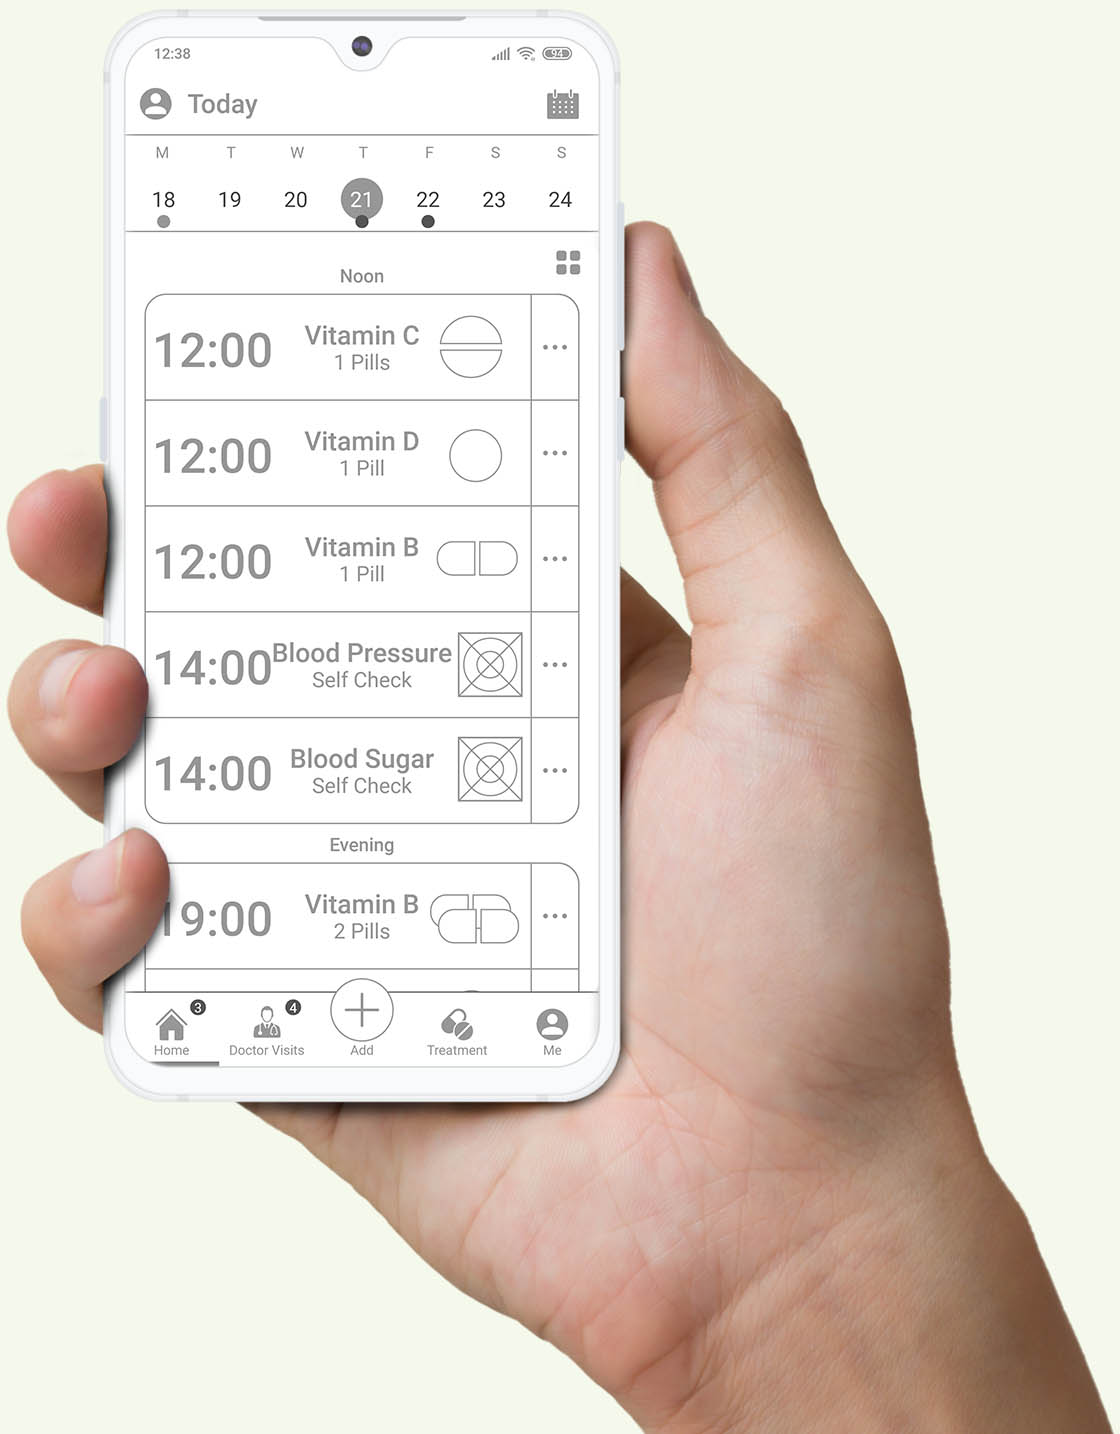 12:38
94
Today
M T W T F S S
18 19 20 21 22 23 24
Noon
12:00 Vitamin C
1 Pills
12:00 Vitamin D
1 Pill
12:00 Vitamin B
1 Pill
14:00 Blood Pressure
Self Check
14:00 Blood Sugar
Self Check
Evening
19:00 Vitamin B
2 Pills
3 4
Home Doctor Visits Add Treatment Me